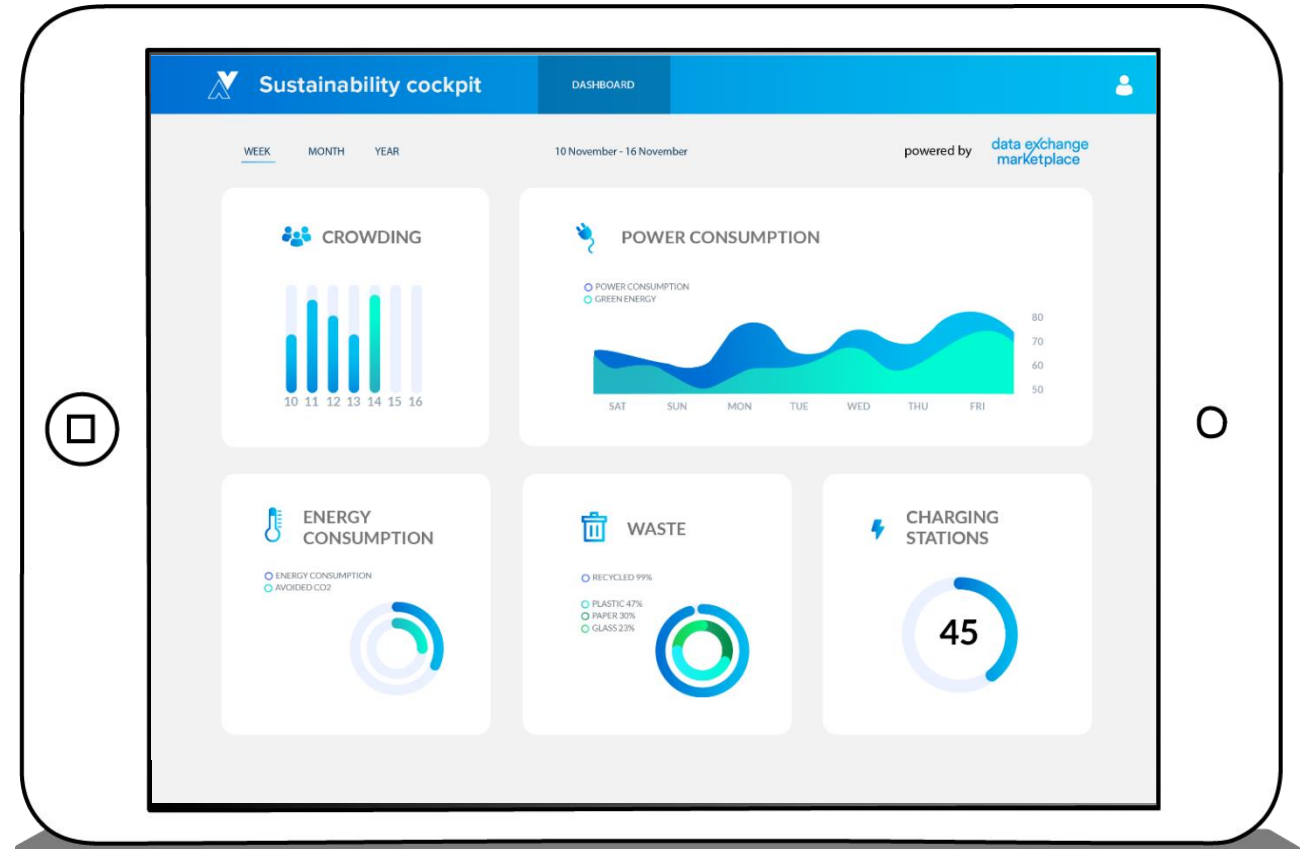 Sustainability cockpit
DASHBOARD
WEEK MONTH YEAR
10 November - 16 November
powered by
data exchange
marketplace
CROWDING
10 11 12 13 14 15 16
POWER CONSUMPTION
POWER CONSUMPTION
GREEN ENERGY
80
70
60
50
SAT SUN MON TUE WED THU FRI
ENERGY
CONSUMPTION
ENERGY CONSUMPTION
AVOIDED CO2
WASTE
RECYCLED 99%
PLASTIC 47%
PAPER 30%
GLASS 23%
CHARGING
STATIONS
45